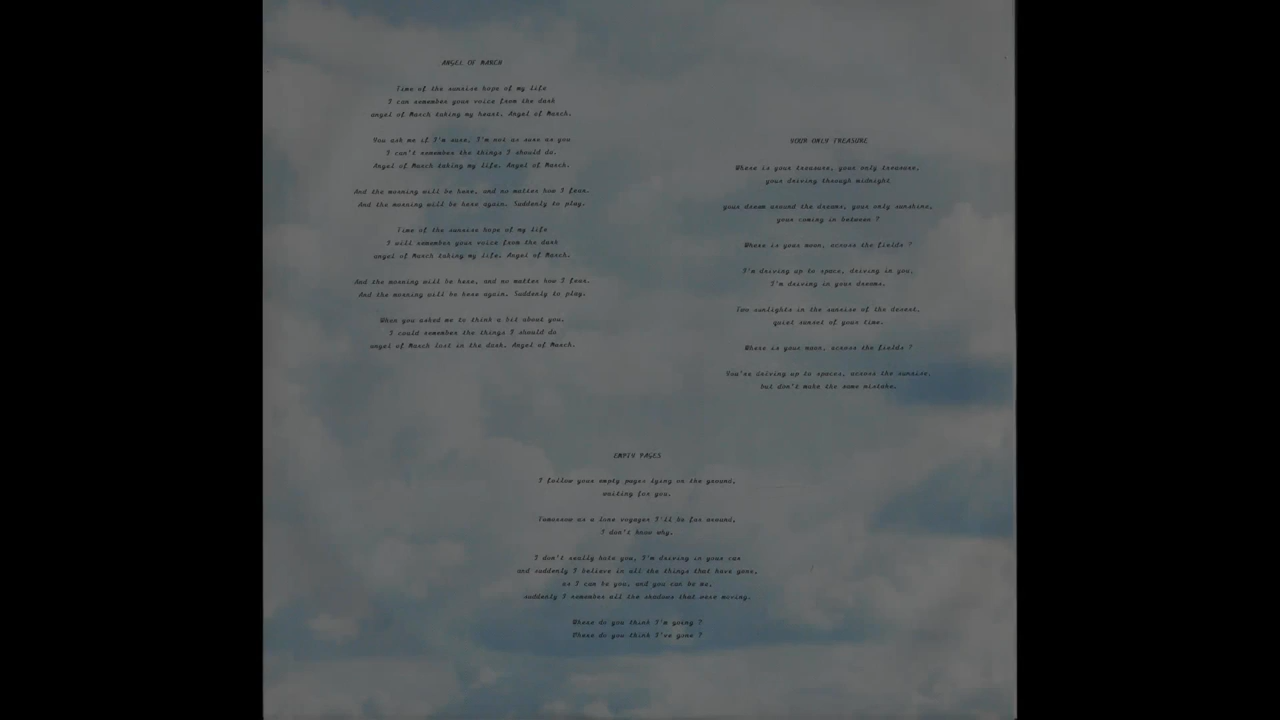 ANGEL OF MARCH
Time of the sunrise hope of my life
I can remember your voice from the dark
angel of March taking my heart. Angel of March.
You ask me if I'm sure, I'm not as sure as you
I can't remember the things I should do.
Angel of March taking my life. Angel of March.
And the morning will be here, and no matter how I fear.
And the morning will be here again. Suddenly to play.
Time of the sunrise hope of my life
I will remember your voice from the dark
angel of March taking my life. Angel of March.
And the morning will be here, and no matter how I fear.
And the morning will be here again. Suddenly to play.
When you asked me to think a bit about you,
I could remember the things I should do
angel of March lost in the dark. Angel of March.
YOUR ONLY TREASURE
Where is your treasure, your only treasure,
your driving through midnight
your dream around the dreams, your only sunshine,
your coming in between ?
Where is your moon, across the fields ?
I'm driving up to space, driving in you.
I'm driving in your dreams.
Two sunlights in the sunrise of the desert,
quiet sunset of your time.
Where is your moon, across the fields ?
You're driving up to spaces, across the sunrise.
but don't make the same mistake.
EMPTY PAGES
I follow your empty pages lying on the ground,
waiting for you.
Tomorrow as a lone voyager I'll be far around,
I don't know why.
I don't really hate you, I'm driving in your car
and suddenly I believe in all the things that have gone,
as I can be you, and you can be me,
suddenly I remember all the shadows that were moving.
Where do you think I'm going ?
Where do you think I've gone ?